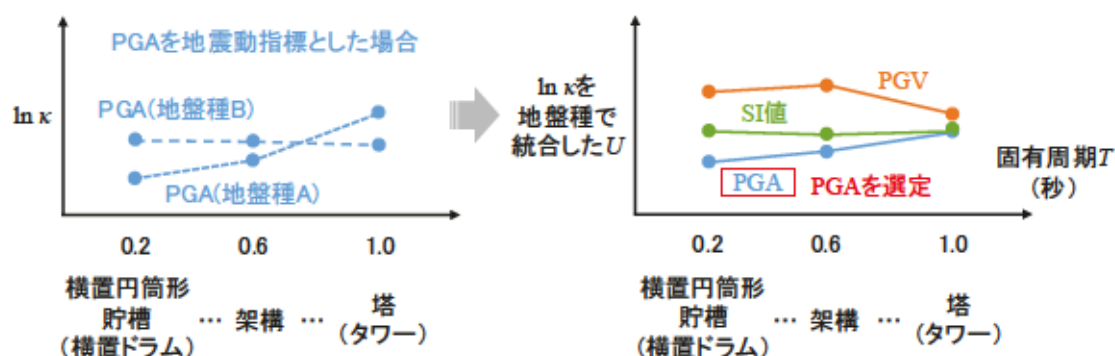 PGAを地震動指標とした場合
ln κ
PGA(地盤種B)
PGA(地盤種A)
0.2
0.6
1.0
横置円筒形
貯槽
(横置ドラム)
…
架構
…
塔
(タワー)
ln κを
地盤種で
統合したU
PGV
SI値
PGA
PGAを選定
固有周期T
(秒)
0.2
0.6
1.0
横置円筒形
貯槽
(横置ドラム)
…
架構
…
塔
(タワー)